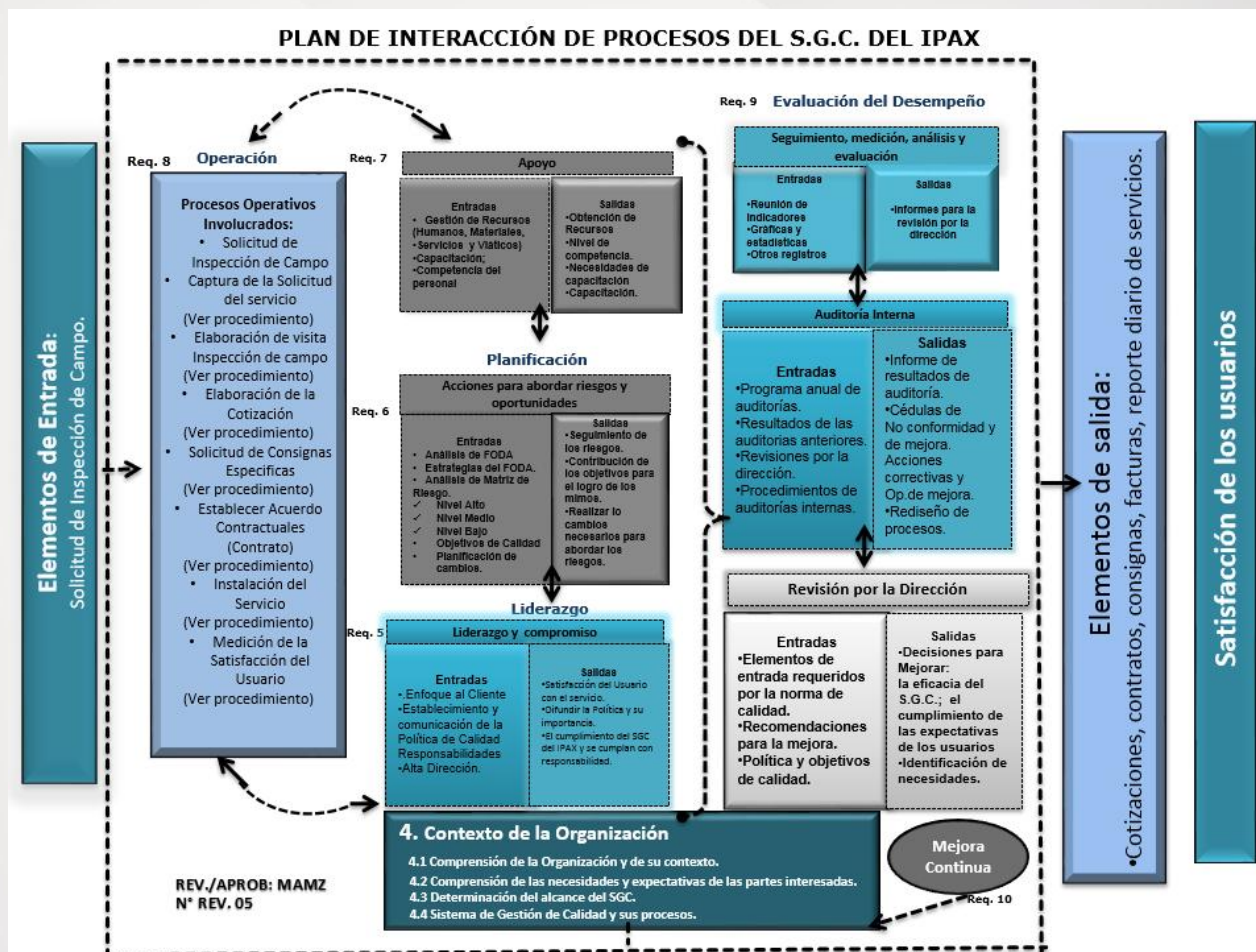 PLAN DE INTERACCIÓN DE PROCESOS DEL S.G.C. DEL IPAX
Elementos de Entrada:
Solicitud de Inspección de Campo.
Req. 8
Operación
Procesos Operativos
Involucrados:
• Solicitud de
Inspección de Campo
• Captura de la Solicitud
del servicio
(Ver procedimiento)
• Elaboración de visita
Inspección de campo
(Ver procedimiento)
• Elaboración de la
Cotización
(Ver procedimiento)
• Solicitud de Consignas
Especificas
(Ver procedimiento)
• Establecer Acuerdo
Contractuales
(Contrato)
(Ver procedimiento)
• Instalación del
Servicio
(Ver procedimiento)
• Medición de la
Satisfacción del
Usuario
(Ver procedimiento)
Req. 7
Apoyo
Entradas
• Gestión de Recursos
(Humanos, Materiales,
•Servicios y Viáticos)
•Capacitación;
•Competencia del
personal
Salidas
•Obtención de
Recursos
•Nivel de
competencia.
•Necesidades de
capacitación
•Capacitación.
Planificación
Req. 6
Acciones para abordar riesgos y
oportunidades
Entradas
• Análisis de FODA
• Estrategias del FODA.
• Análisis de Matriz de
Riesgo.
✓ Nivel Alto
✓ Nivel Medio
✓ Nivel Bajo
• Objetivos de Calidad
• Planificación de
cambios.
Salidas
•Seguimiento de
los riesgos.
•Contribución de
los objetivos para
el logro de los
mimos.
•Realizar lo
cambios
necesarios para
abordar los
riesgos.
Liderazgo
Req. 5
Liderazgo y compromiso
Entradas
•.Enfoque al Cliente
•Establecimiento y
comunicación de la
Política de Calidad
Responsabilidades
•Alta Dirección.
Salidas
•Satisfacción del Usuario
con el servicio.
•Difundir la Política y su
importancia.
•El cumplimiento del SGC
del IPAX y se cumplan con
responsabilidad.
Req. 9
Evaluación del Desempeño
Seguimiento, medición, análisis y
evaluación
Entradas
•Reunión de
indicadores
•Gráficas y
estadísticas
•Otros registros
Salidas
•Informes para la
revisión por la
dirección
Auditoría Interna
Entradas
•Programa anual de
auditorías.
•Resultados de las
auditorias anteriores.
•Revisiones por la
dirección.
•Procedimientos de
auditorías internas.
Salidas
•Informe de
resultados de
auditoría.
•Cédulas de
No conformidad y
de mejora.
Acciones
correctivas y
Op.de mejora.
•Rediseño de
procesos.
Revisión por la Dirección
Entradas
•Elementos de
entrada requeridos
por la norma de
calidad.
•Recomendaciones
para la mejora.
•Política y objetivos
de calidad.
Salidas
•Decisiones para
Mejorar:
la eficacia del
S.G.C.; el
cumplimiento de
las expectativas
de los usuarios
•Identificación de
necesidades.
4. Contexto de la Organización
4.1 Comprensión de la Organización y de su contexto.
4.2 Comprensión de las necesidades y expectativas de las partes interesadas.
4.3 Determinación del alcance del SGC.
4.4 Sistema de Gestión de Calidad y sus procesos.
Mejora
Continua
Req. 10
REV./APROB: MAMZ
N° REV. 05
Elementos de salida:
•Cotizaciones, contratos, consignas, facturas, reporte diario de servicios.
Satisfacción de los usuarios